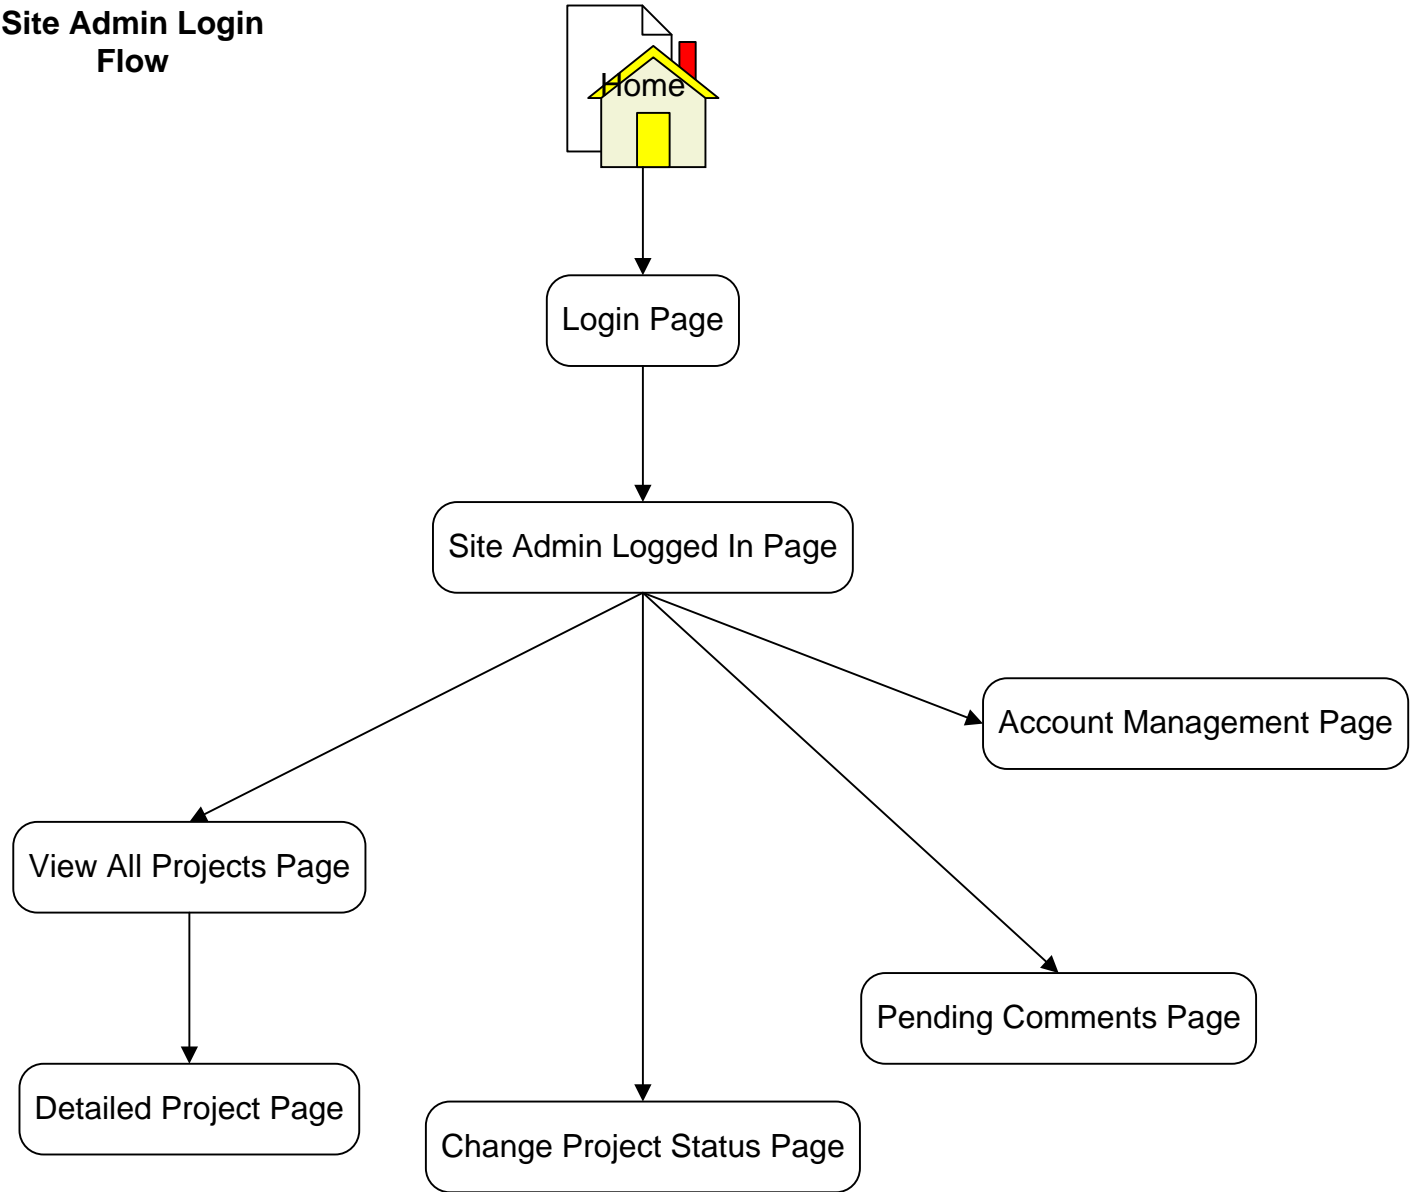 Site Admin Login
Flow
Home
Login Page
Site Admin Logged In Page
Account Management Page
View All Projects Page
Pending Comments Page
Detailed Project Page
Change Project Status Page